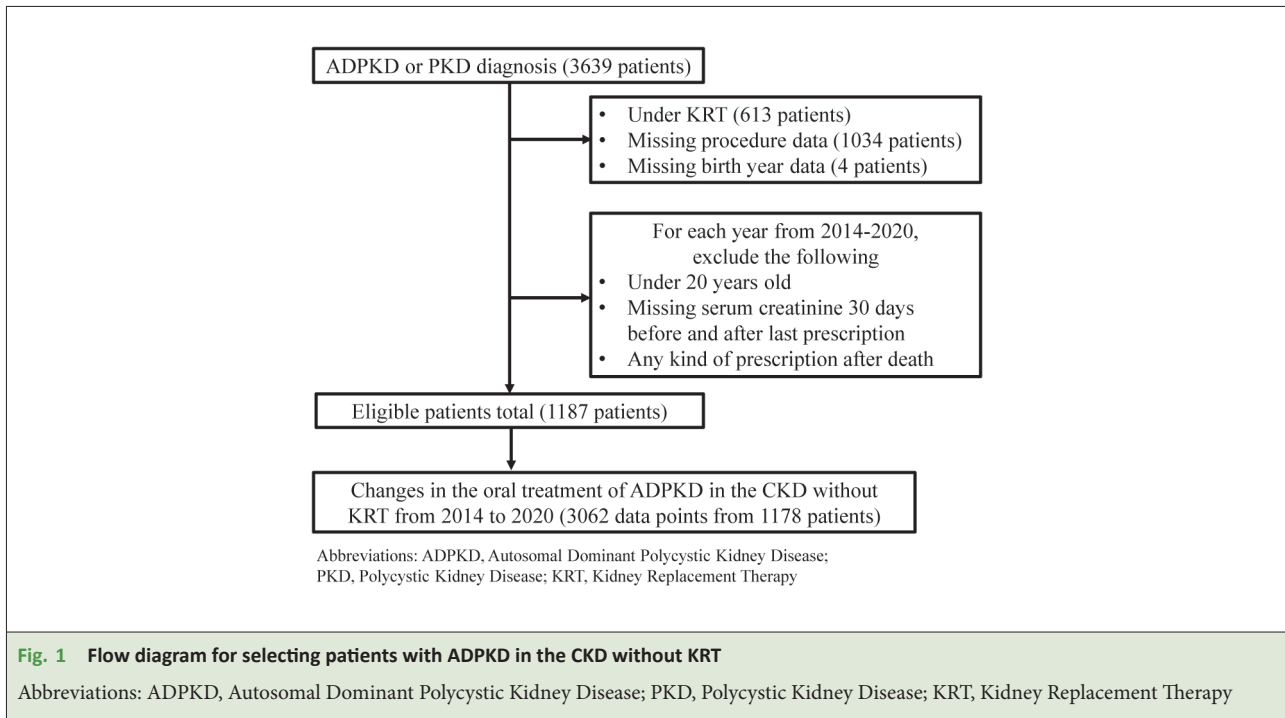 ADPKD or PKD diagnosis (3639 patients)
• Under KRT (613 patients)
• Missing procedure data (1034 patients)
• Missing birth year data (4 patients)
For each year from 2014-2020,
exclude the following
• Under 20 years old
• Missing serum creatinine 30 days
before and after last prescription
• Any kind of prescription after death
Eligible patients total (1187 patients)
Changes in the oral treatment of ADPKD in the CKD without
KRT from 2014 to 2020 (3062 data points from 1178 patients)
Abbreviations: ADPKD, Autosomal Dominant Polycystic Kidney Disease;
PKD, Polycystic Kidney Disease; KRT, Kidney Replacement Therapy
Fig. 1 Flow diagram for selecting patients with ADPKD in the CKD without KRT
Abbreviations: ADPKD, Autosomal Dominant Polycystic Kidney Disease; PKD, Polycystic Kidney Disease; KRT, Kidney Replacement Therapy